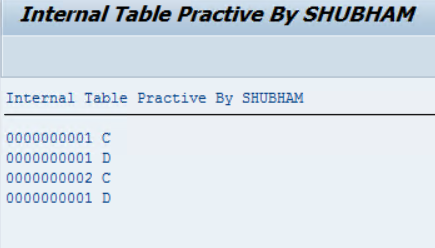 Internal Table Practive By SHUBHAM
Internal Table Practive By SHUBHAM
0000000001 C
0000000001 D
0000000002 C
0000000001 D